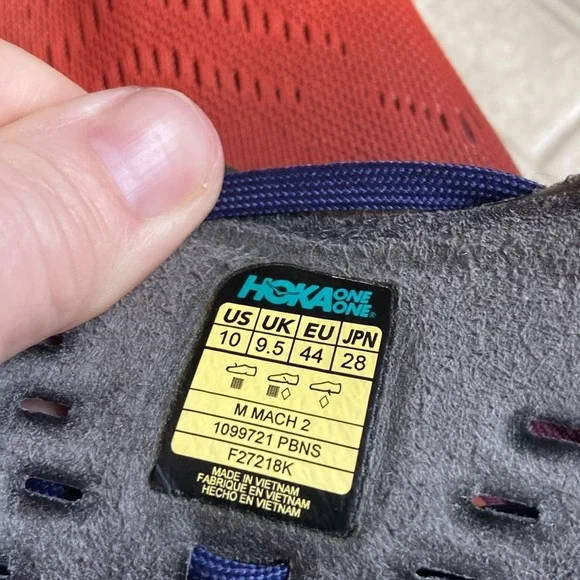 HOKA ONE ONE®
US UK EU JPN
10 9.5 44 28
M MACH 2
1099721 PBNS
F27218K
MADE IN VIETNAM
FABRIQUE EN VIETNAM
HECHO EN VIETNAM